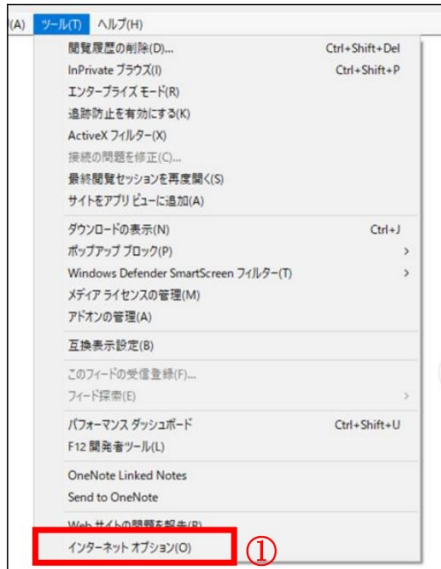 (A) ツール(T) ヘルプ(H)
閲覧履歴の削除(D)... Ctrl+Shift+Del
InPrivate ブラウズ(I) Ctrl+Shift+P
エンタープライズ モード(R)
追跡防止を有効にする(K)
ActiveX フィルター(X)
接続の問題を修正(C)...
最終閲覧セッションを再度開く(S)
サイトをアプリ ビューに追加(A)
ダウンロードの表示(N) Ctrl+J
ポップアップ ブロック(P) >
Windows Defender SmartScreen フィルター(T) >
メディア ライセンスの管理(M)
アドオンの管理(A)
互換表示設定(B)
このフィードの受信登録(F)...
フィード探索(E) >
パフォーマンス ダッシュボード Ctrl+Shift+U
F12 開発者ツール(L)
OneNote Linked Notes
Send to OneNote
Web サイトの問題を報告(R)
インターネット オプション(O) ①